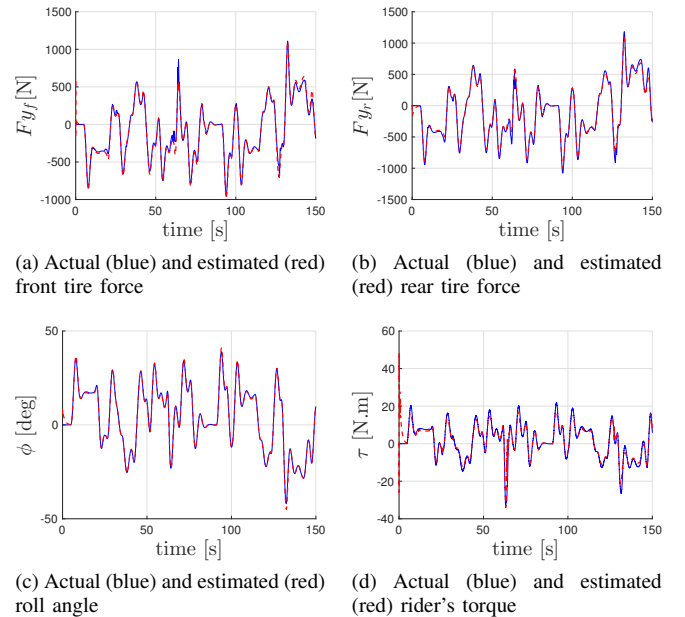 1500
1000
500
0
-500
-1000
0 50 100 150
Fy_f [N]
time [s]
(a) Actual (blue) and estimated (red)
front tire force
1500
1000
500
0
-500
-1000
-1500
0 50 100 150
Fy_r [N]
time [s]
(b) Actual (blue) and estimated
(red) rear tire force
50
0
-50
0 50 100 150
ϕ [deg]
time [s]
(c) Actual (blue) and estimated (red)
roll angle
60
40
20
0
-20
-40
0 50 100 150
τ [N.m]
time [s]
(d) Actual (blue) and estimated
(red) rider's torque